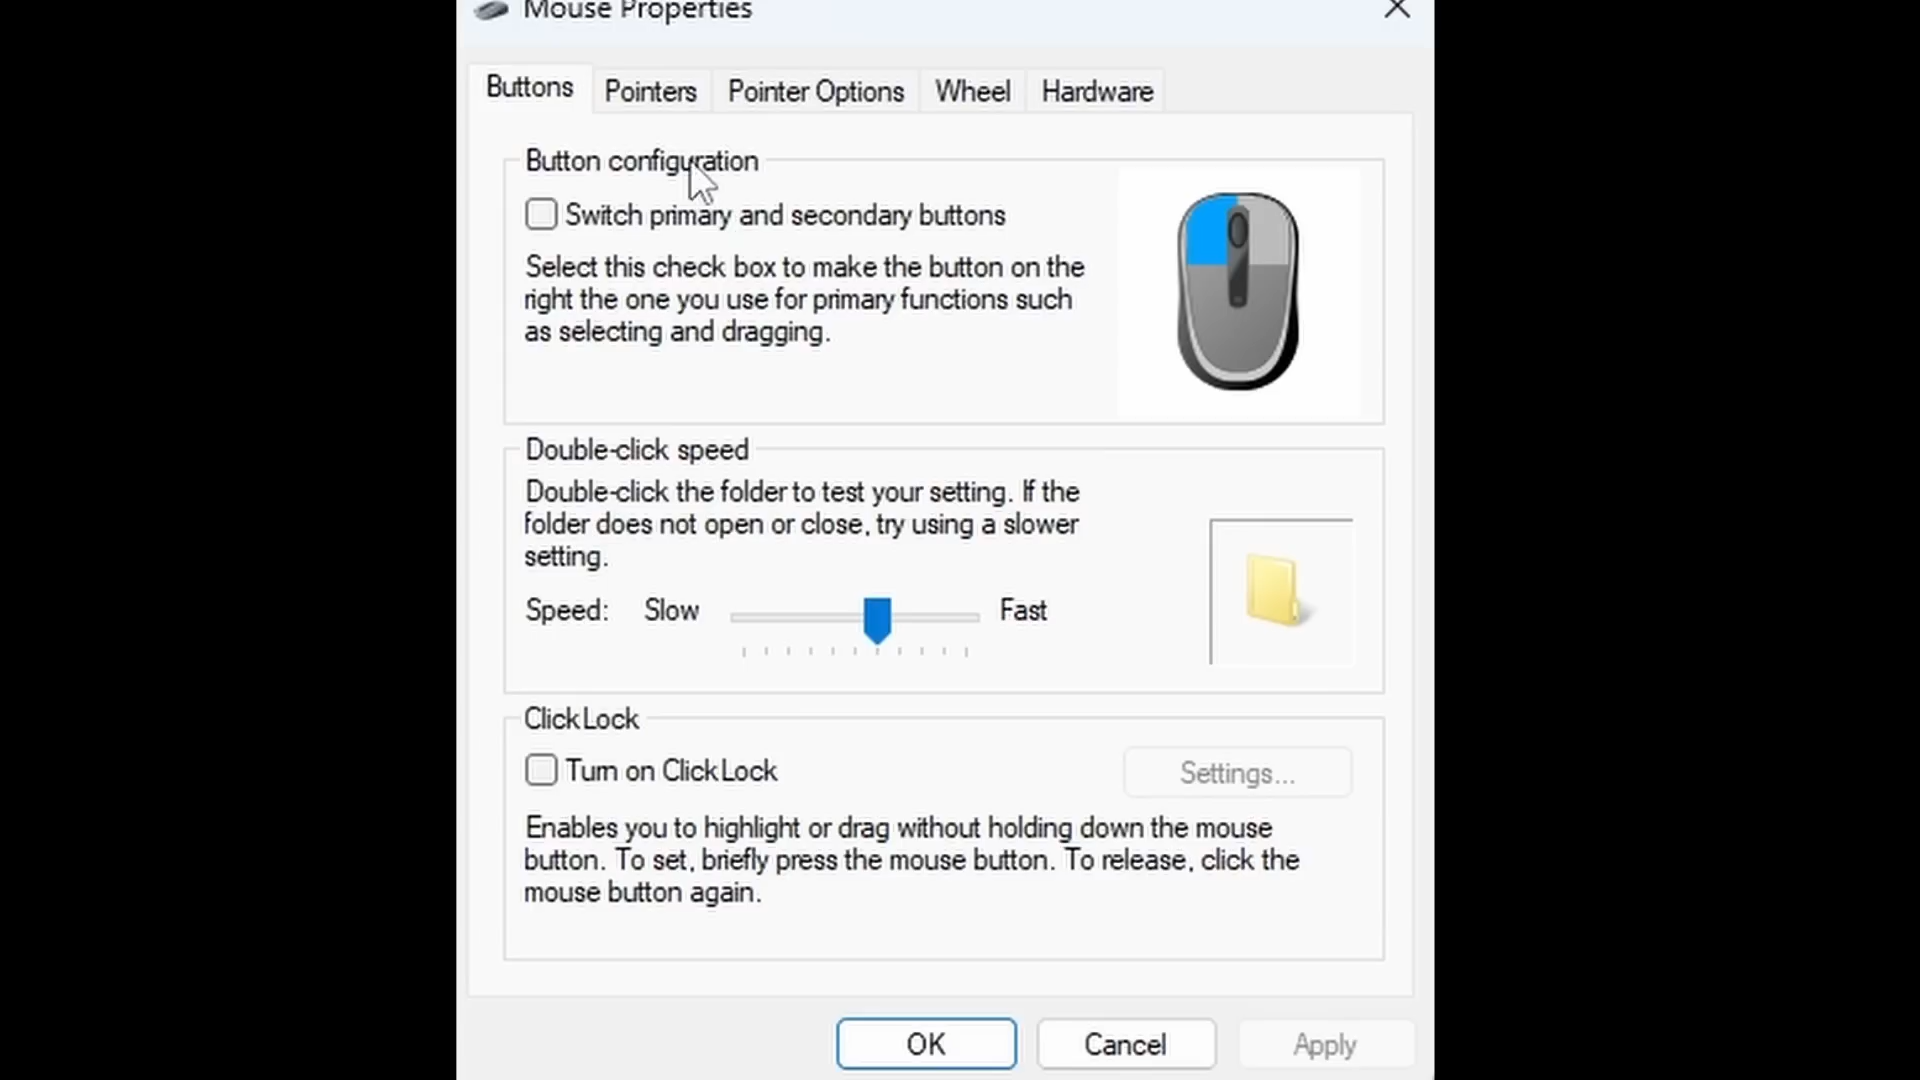 Mouse Properties
Buttons
Pointers
Pointer Options
Wheel
Hardware
Button configuration
Switch primary and secondary buttons
Select this check box to make the button on the
right the one you use for primary functions such
as selecting and dragging.
Double-click speed
Double-click the folder to test your setting. If the
folder does not open or close, try using a slower
setting.
Speed: Slow Fast
ClickLock
Turn on ClickLock
Settings...
Enables you to highlight or drag without holding down the mouse
button. To set, briefly press the mouse button. To release, click the
mouse button again.
OK
Cancel
Apply